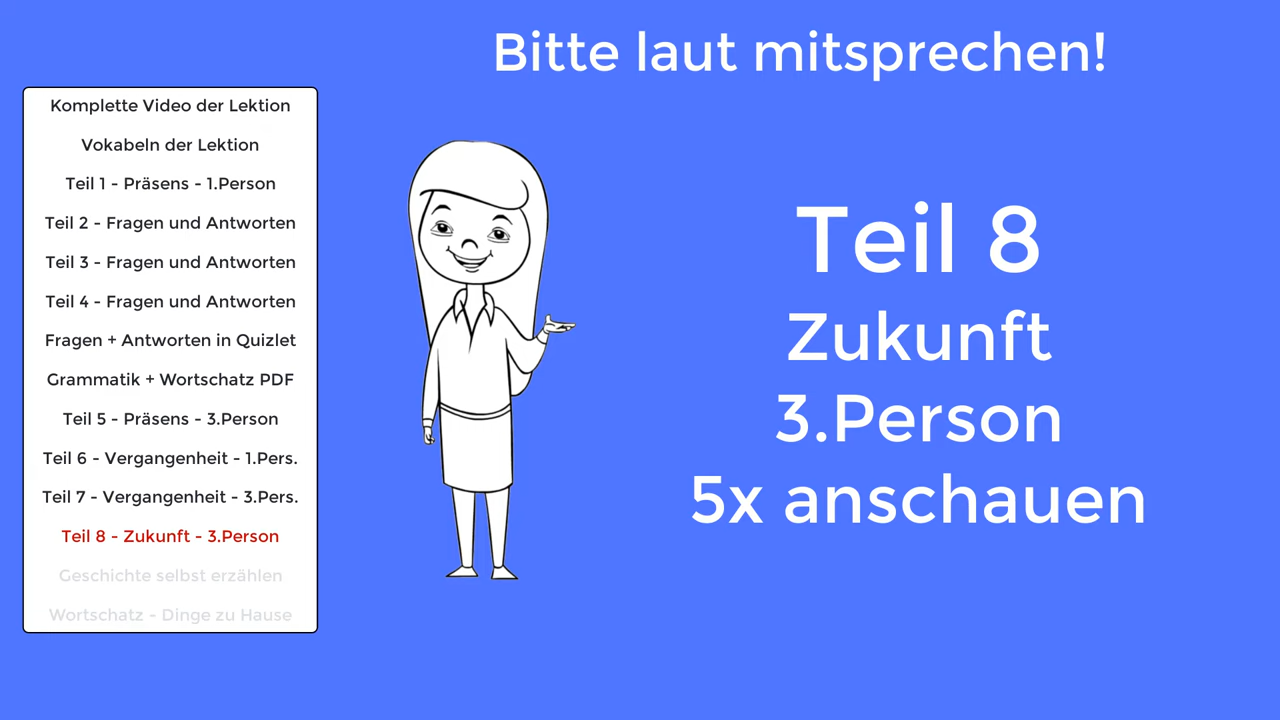 Bitte laut mitsprechen!
Komplette Video der Lektion
Vokabeln der Lektion
Teil 1 - Präsens - 1.Person
Teil 2 - Fragen und Antworten
Teil 3 - Fragen und Antworten
Teil 4 - Fragen und Antworten
Fragen + Antworten in Quizlet
Grammatik + Wortschatz PDF
Teil 5 - Präsens - 3.Person
Teil 6 - Vergangenheit - 1.Pers.
Teil 7 - Vergangenheit - 3.Pers.
Teil 8 - Zukunft - 3.Person
Geschichte selbst erzählen
Wortschatz - Dinge zu Hause
Teil 8
Zukunft
3.Person
5x anschauen